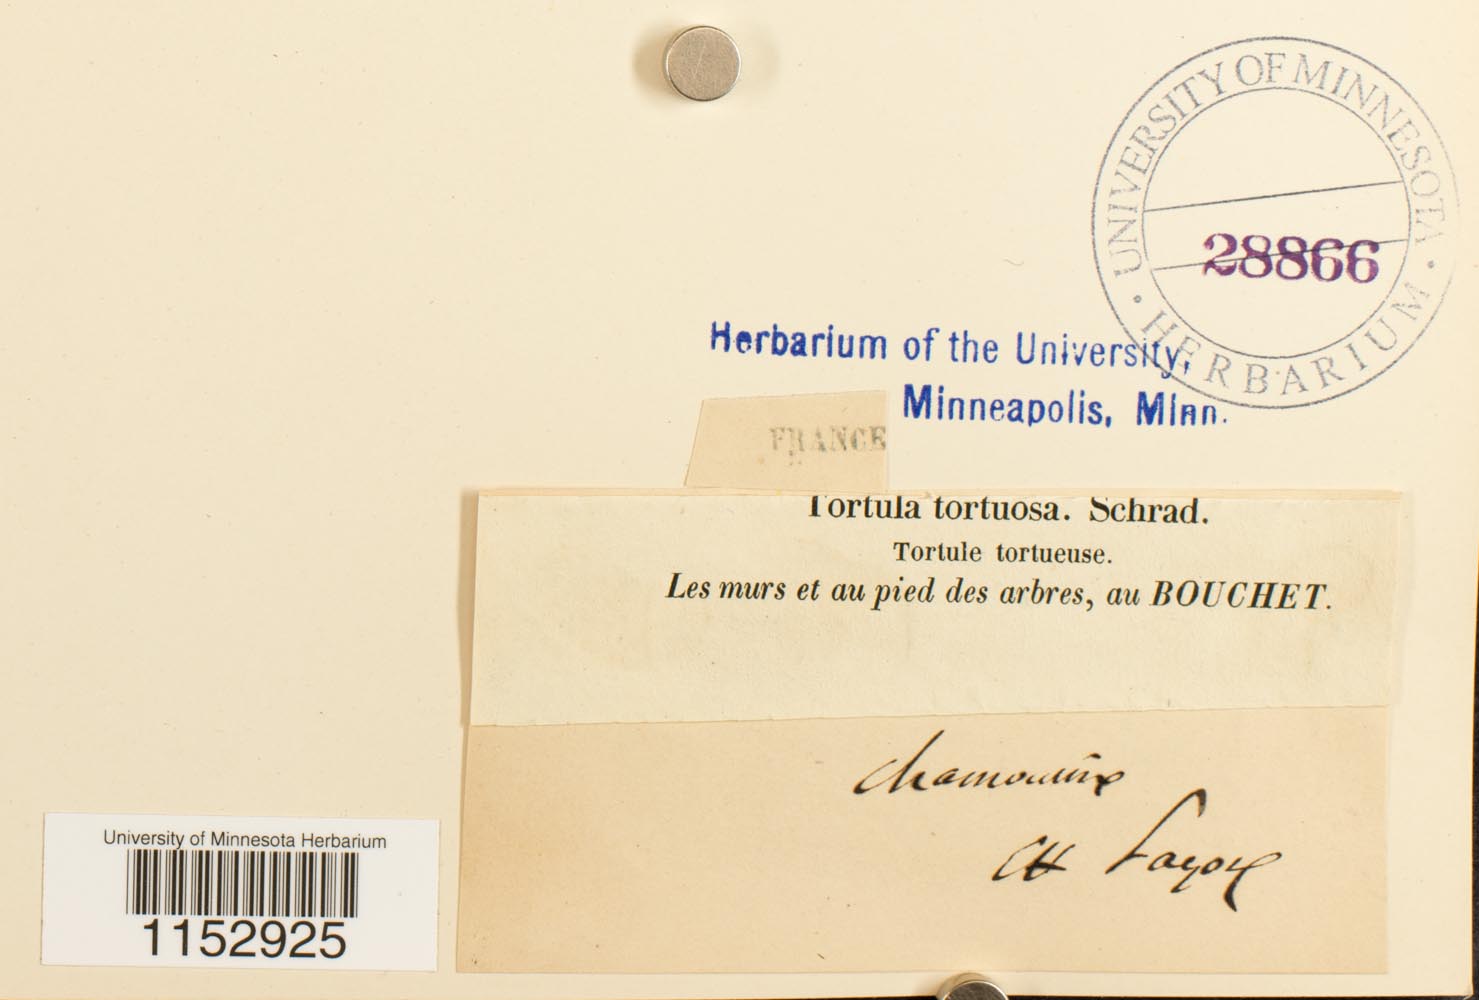 UNIVERSITY OF MINNESOTA
28866
HERBARIUM
Herbarium of the University,
Minneapolis, Minn.
FRANCE
Tortula tortuosa. Schrad.
Tortule tortueuse.
Les murs et au pied des arbres, au BOUCHET.
University of Minnesota Herbarium
1152925